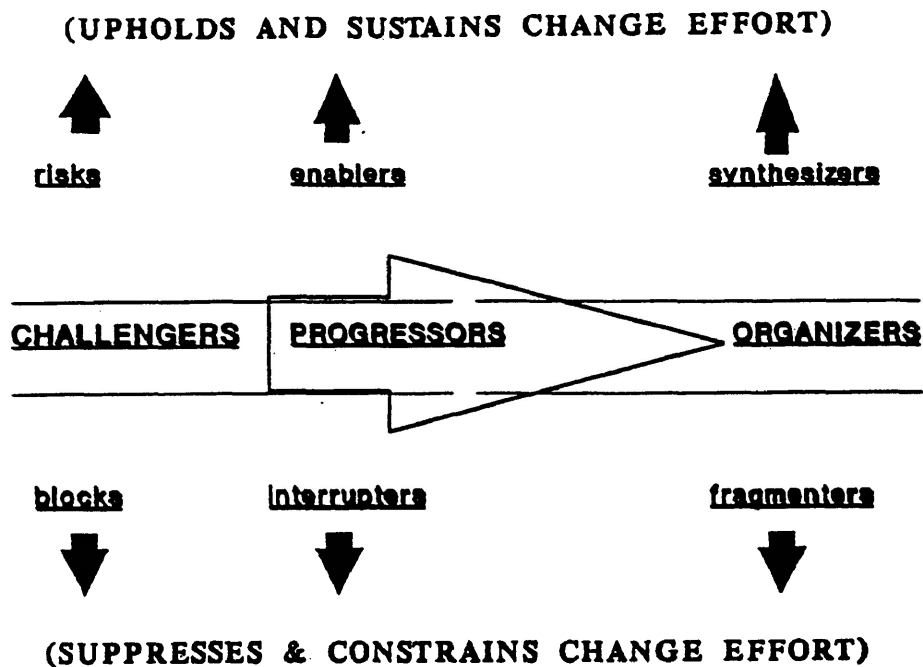 (UPHOLDS AND SUSTAINS CHANGE EFFORT)
risks enablers synthesizers
CHALLENGERS PROGRESSORS ORGANIZERS
blocks interrupters fragmenters
(SUPPRESSES & CONSTRAINS CHANGE EFFORT)